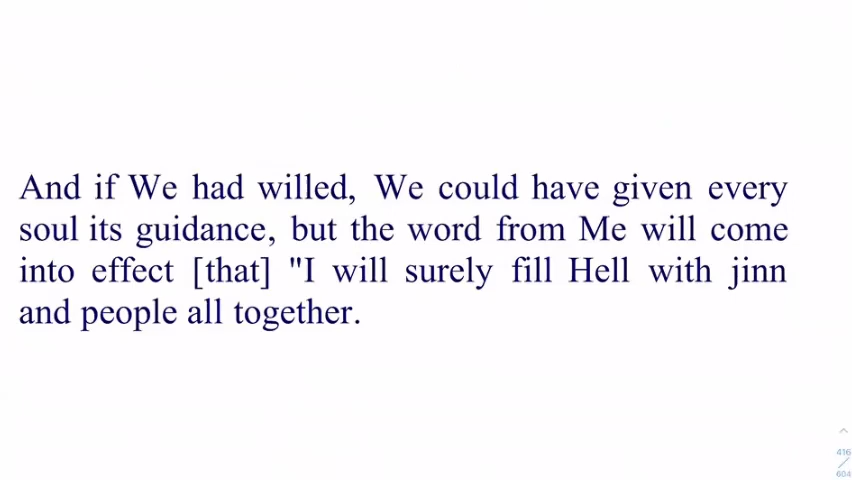 And if We had willed, We could have given every
soul its guidance, but the word from Me will come
into effect [that] "I will surely fill Hell with jinn
and people all together.
416
604